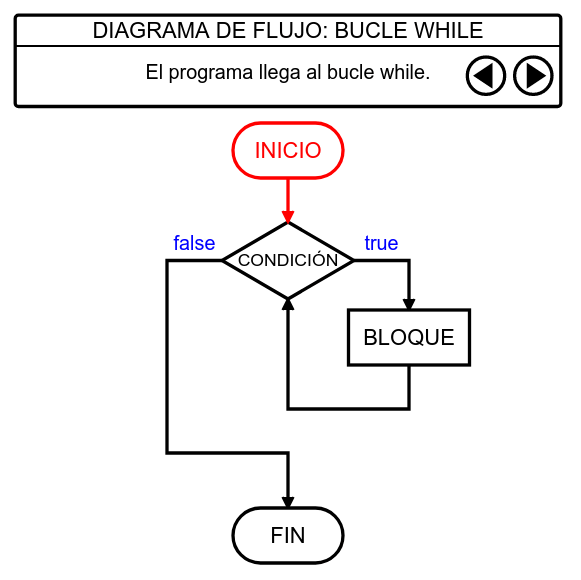 DIAGRAMA DE FLUJO: BUCLE WHILE
El programa llega al bucle while.
INICIO
false
true
CONDICIÓN
BLOQUE
FIN